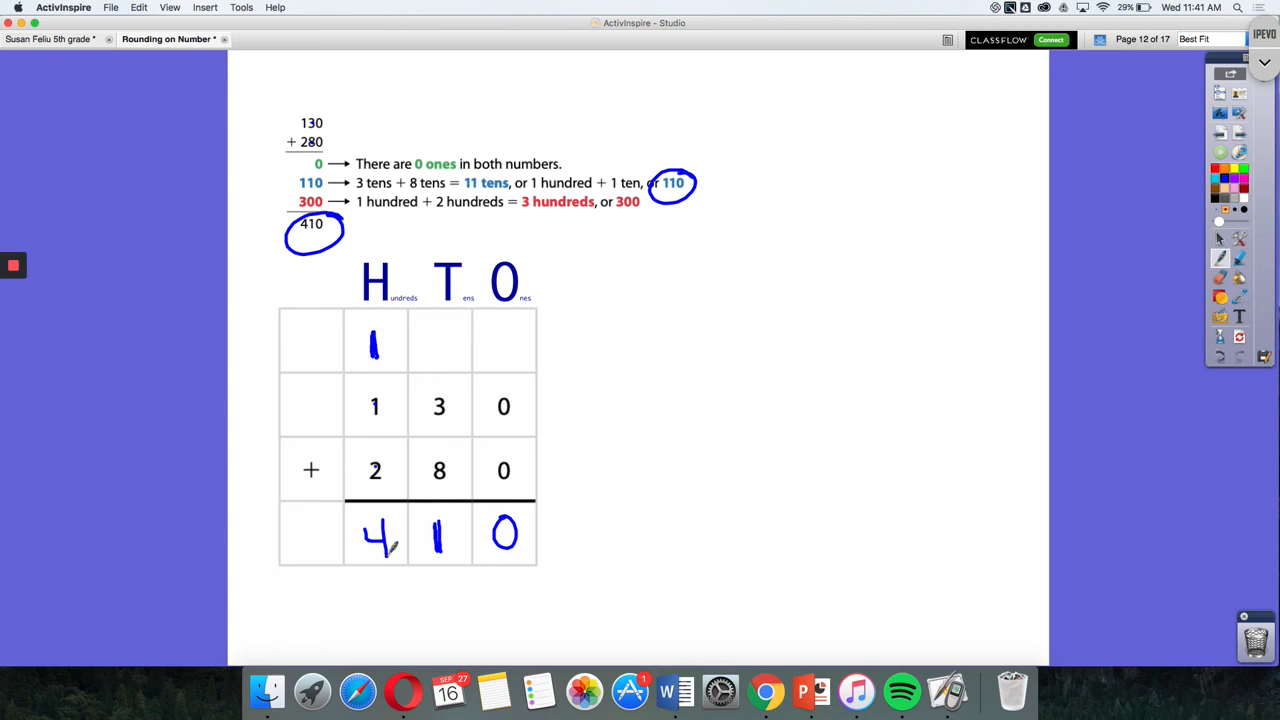 ActivInspire File Edit View Insert Tools Help 29% Wed 11:41 AM
ActivInspire - Studio
Susan Feliu 5th grade * Rounding on Number * CLASSFLOW Connect Page 12 of 17 Best Fit
IPEVO
130
+ 280
0 → There are 0 ones in both numbers.
110 → 3 tens + 8 tens = 11 tens, or 1 hundred + 1 ten, or 110
300 → 1 hundred + 2 hundreds = 3 hundreds, or 300
410
Hundreds Tens Ones
1
1 3 0
+ 2 8 0
4 1 0
SEP 27
16
1